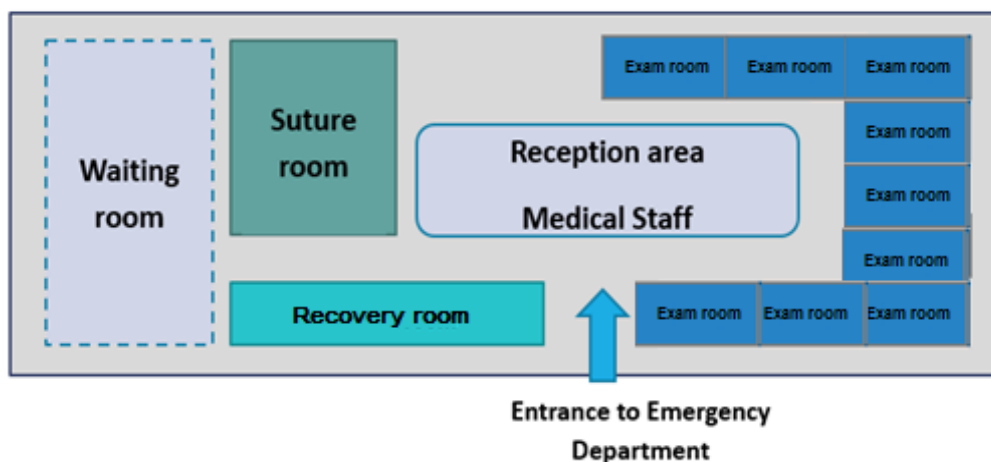 Exam room Exam room Exam room
Suture
room
Exam room
Reception area
Waiting
room
Medical Staff
Exam room
Exam room
Recovery room
Exam room Exam room Exam room
Entrance to Emergency
Department